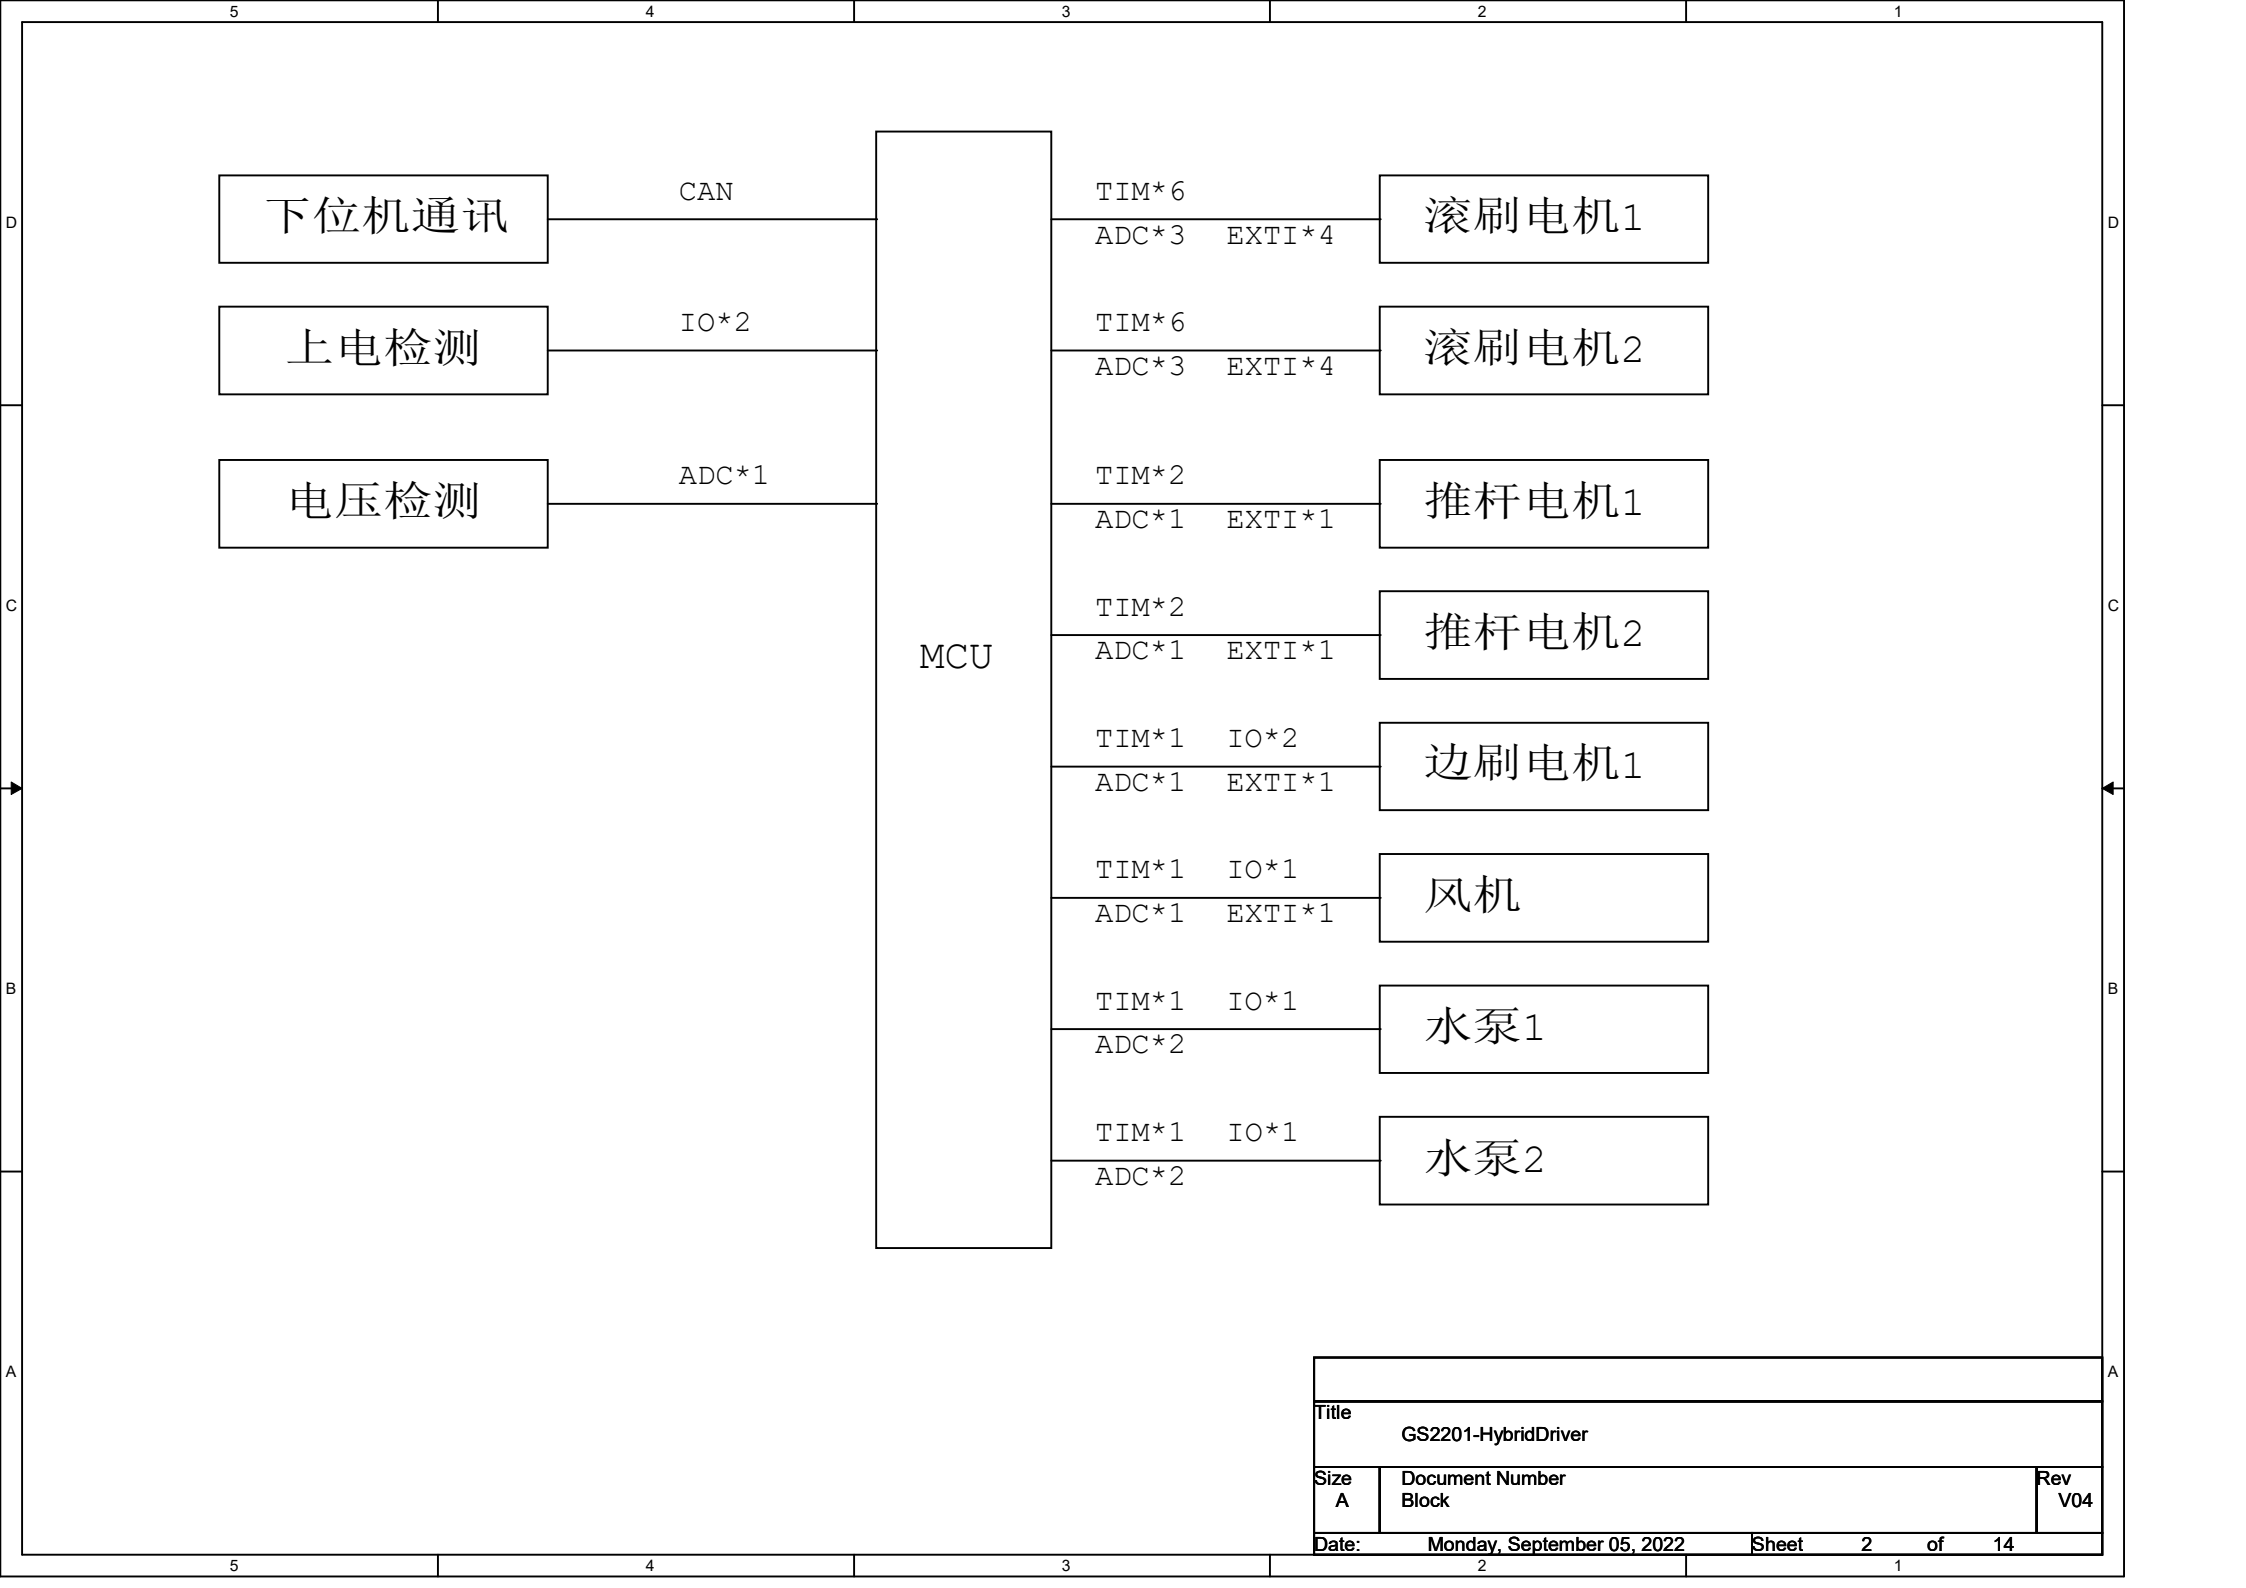 5 4 3 2 1
D D
C C
B B
A A
下位机通讯
CAN
上电检测
IO*2
电压检测
ADC*1
MCU
TIM*6
ADC*3 EXTI*4
滚刷电机1
TIM*6
ADC*3 EXTI*4
滚刷电机2
TIM*2
ADC*1 EXTI*1
推杆电机1
TIM*2
ADC*1 EXTI*1
推杆电机2
TIM*1 IO*2
ADC*1 EXTI*1
边刷电机1
TIM*1 IO*1
ADC*1 EXTI*1
风机
TIM*1 IO*1
ADC*2
水泵1
TIM*1 IO*1
ADC*2
水泵2
Title
GS2201-HybridDriver
Size Document Number Rev
A Block V04
Date: Monday, September 05, 2022 Sheet 2 of 14
5 4 3 2 1